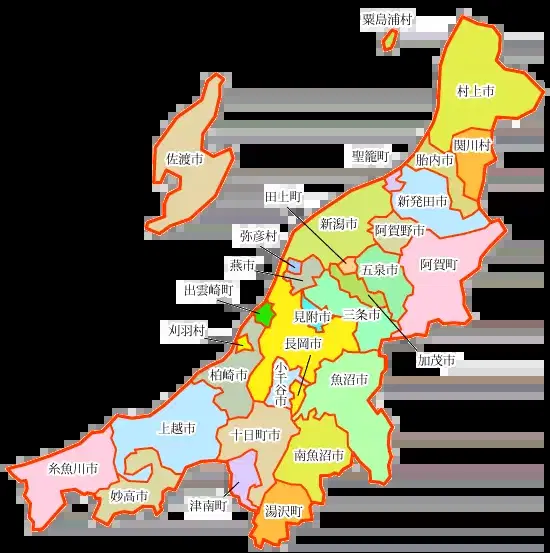 粟島浦村
村上市
関川村
聖籠町
胎内市
佐渡市
田上町
新発田市
新潟市
阿賀野市
弥彦村
燕市
五泉市
阿賀町
出雲崎町
見附市
三条市
刈羽村
長岡市
加茂市
柏崎市
小千谷市
魚沼市
上越市
十日町市
南魚沼市
糸魚川市
妙高市
津南町
湯沢町